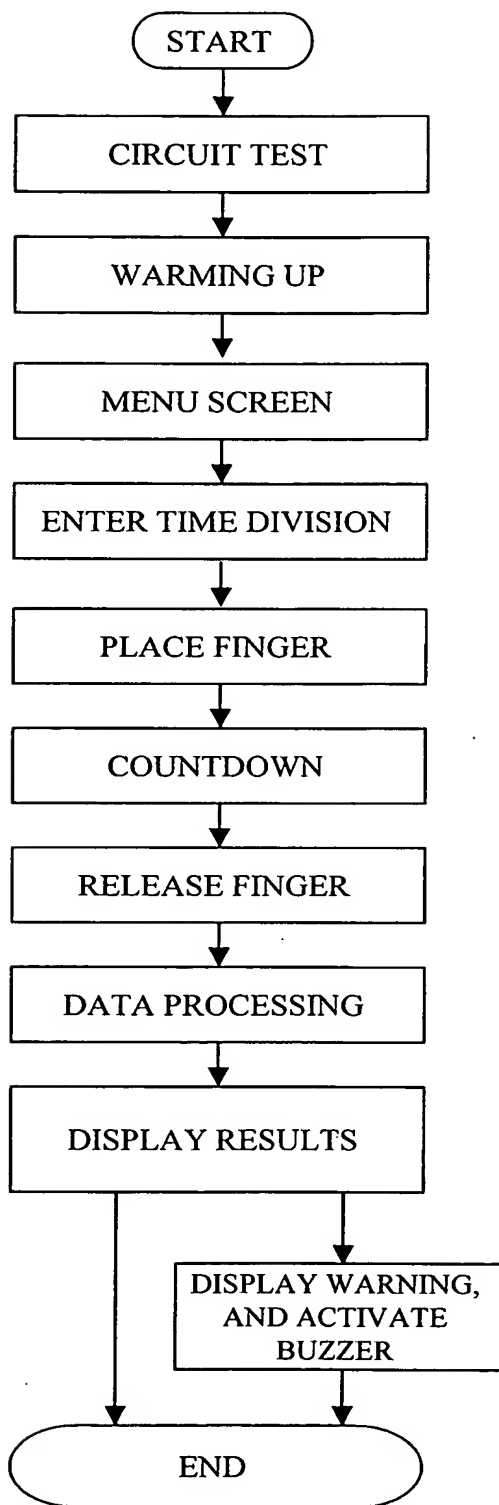 START
CIRCUIT TEST
WARMING UP
MENU SCREEN
ENTER TIME DIVISION
PLACE FINGER
COUNTDOWN
RELEASE FINGER
DATA PROCESSING
DISPLAY RESULTS
DISPLAY WARNING,
AND ACTIVATE
BUZZER
END